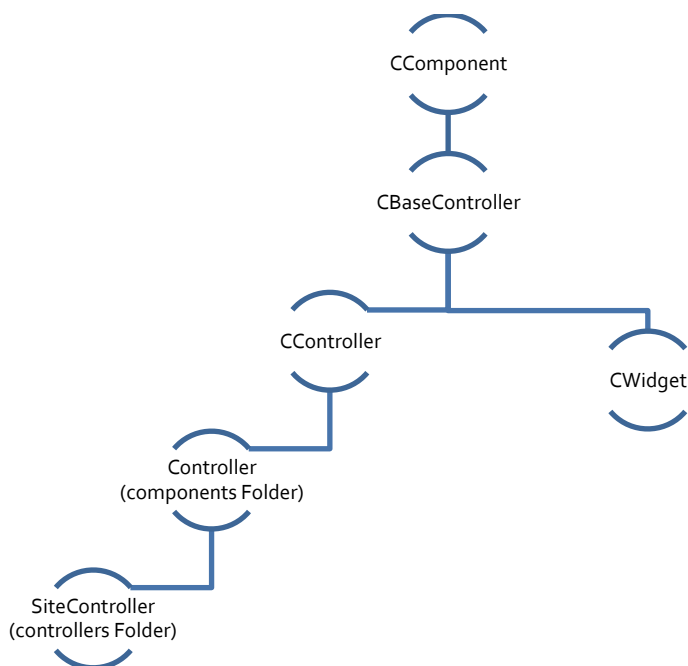 CComponent
CBaseController
CController
CWidget
Controller
(components Folder)
SiteController
(controllers Folder)